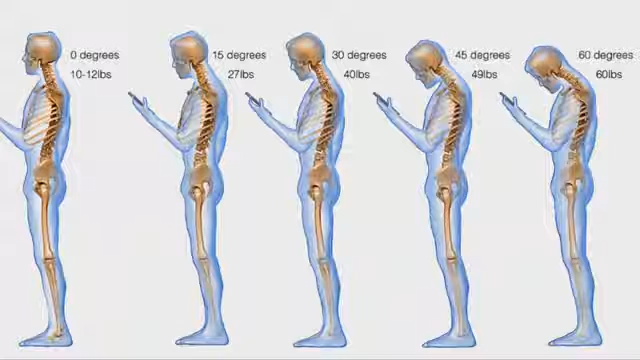 0 degrees
10-12lbs
15 degrees
27lbs
30 degrees
40lbs
45 degrees
49lbs
60 degrees
60lbs